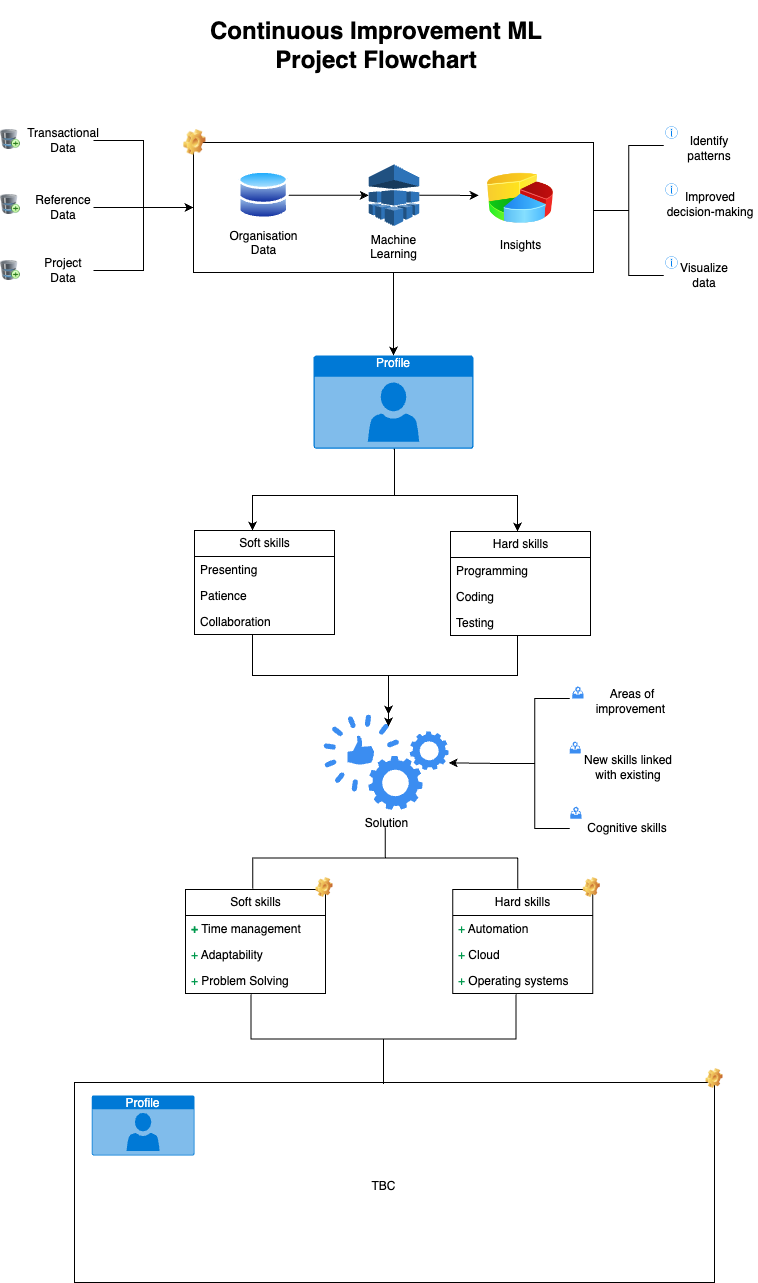 Continuous Improvement ML
Project Flowchart
Transactional
Data
Reference
Data
Project
Data
Organisation
Data
Machine
Learning
Insights
Identify
patterns
Improved
decision-making
Visualize
data
Profile
Soft skills
Presenting
Patience
Collaboration
Hard skills
Programming
Coding
Testing
Areas of
improvement
New skills linked
with existing
Cognitive skills
Solution
Soft skills
+ Time management
+ Adaptability
+ Problem Solving
Hard skills
+ Automation
+ Cloud
+ Operating systems
Profile
TBC